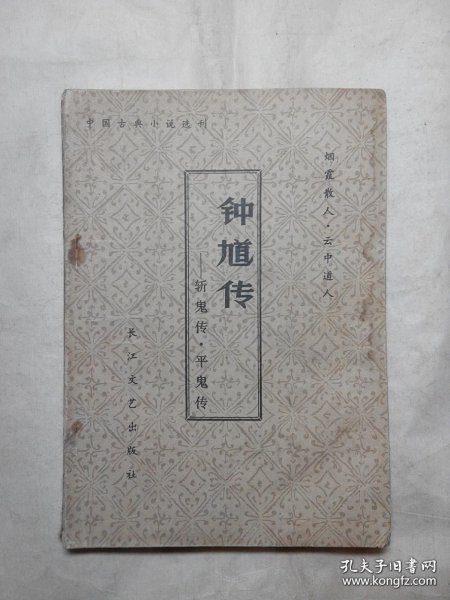 中国古典小说选刊
烟霞散人·云中道人
钟馗传
——斩鬼传·平鬼传
长江文艺出版社
孔夫子旧书网
www.kongfz.com